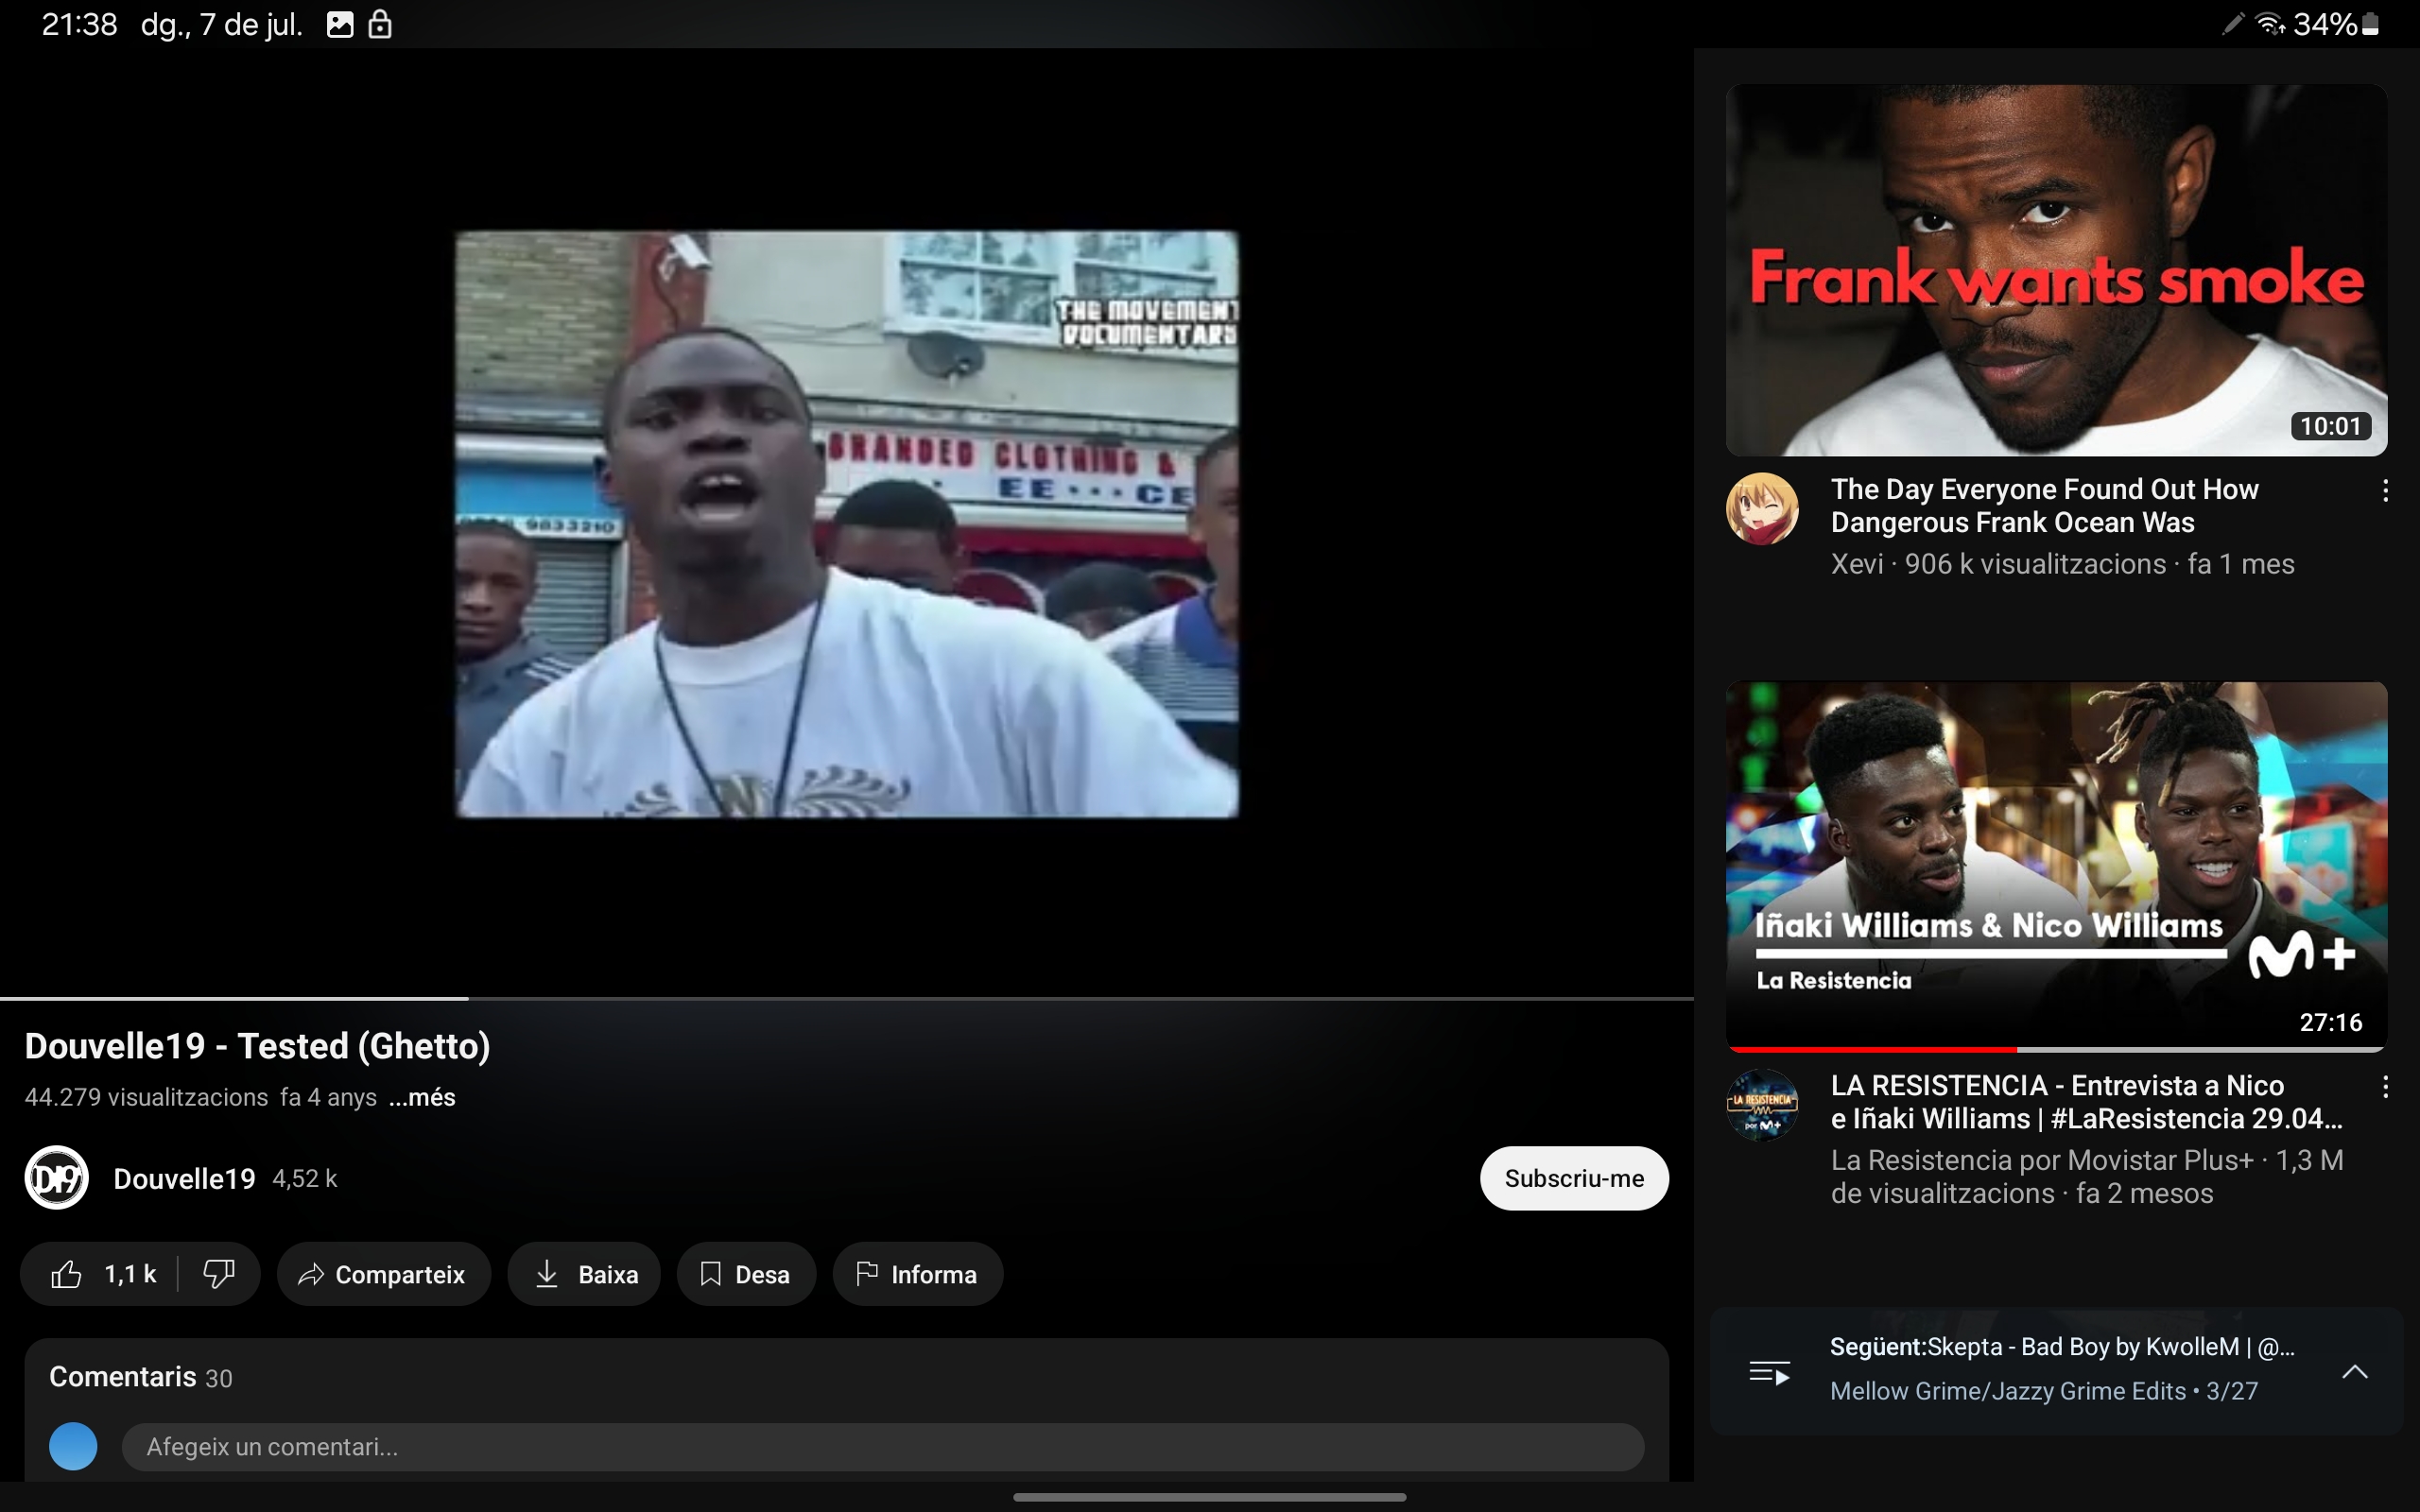 21:38 dg., 7 de jul.
34%
THE MOVEMENT
DOCUMENTARY
BRANDED CLOTHING &
EE
CE
9833210
Douvelle19 - Tested (Ghetto)
44.279 visualitzacions fa 4 anys ...més
D19
Douvelle19 4,52 k
Subscriu-me
1,1 k
Comparteix
Baixa
Desa
Informa
Comentaris 30
Afegeix un comentari...
Frank wants smoke
10:01
The Day Everyone Found Out How
Dangerous Frank Ocean Was
Xevi · 906 k visualitzacions · fa 1 mes
Iñaki Williams & Nico Williams
La Resistencia
M+
27:16
LA RESISTENCIA
por M+
LA RESISTENCIA - Entrevista a Nico
e Iñaki Williams | #LaResistencia 29.04...
La Resistencia por Movistar Plus+ · 1,3 M
de visualitzacions · fa 2 mesos
Següent:Skepta - Bad Boy by KwolleM | @...
Mellow Grime/Jazzy Grime Edits • 3/27